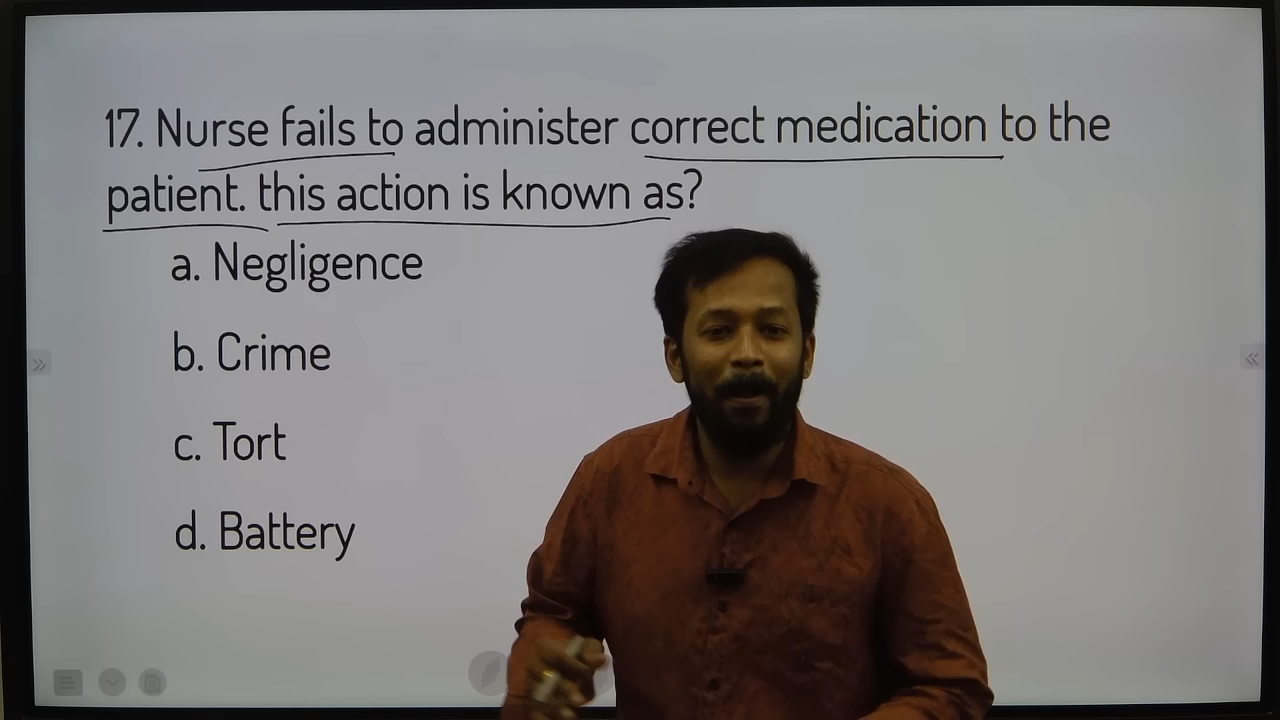 17. Nurse fails to administer correct medication to the
patient. this action is known as?
a. Negligence
b. Crime
c. Tort
d. Battery